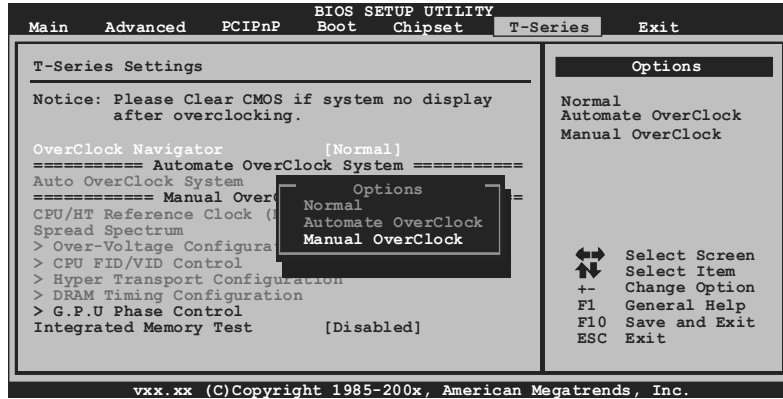 BIOS SETUP UTILITY
Main Advanced PCIPnP Boot Chipset T-Series Exit
T-Series Settings
Notice: Please Clear CMOS if system no display
after overclocking.
OverClock Navigator [Normal]
=========== Automate OverClock System ===========
Auto OverClock System
============ Manual Over =
CPU/HT Reference Clock (
Spread Spectrum
> Over-Voltage Configura
> CPU FID/VID Control
> Hyper Transport Configuration
> DRAM Timing Configuration
> G.P.U Phase Control
Integrated Memory Test [Disabled]
Options
Normal
Automate OverClock
Manual OverClock
Options
Normal
Automate OverClock
Manual OverClock
Select Screen
Select Item
+- Change Option
F1 General Help
F10 Save and Exit
ESC Exit
vxx.xx (C)Copyright 1985-200x, American Megatrends, Inc.